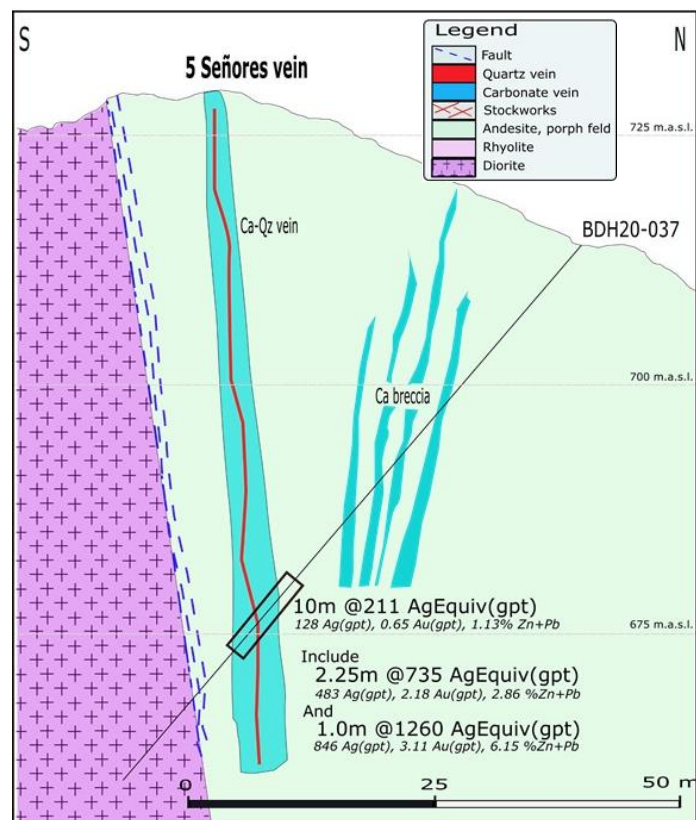 S
N
5 Señores vein
Legend
Fault
Quartz vein
Carbonate vein
Stockworks
Andesite, porph feld
Rhyolite
Diorite
725 m.a.s.l.
Ca-Qz vein
BDH20-037
700 m.a.s.l.
Ca breccia
10m @211 AgEquiv(gpt)
128 Ag(gpt), 0.65 Au(gpt), 1.13% Zn+Pb
675 m.a.s.l.
Include
2.25m @735 AgEquiv(gpt)
483 Ag(gpt), 2.18 Au(gpt), 2.86 %Zn+Pb
And
1.0m @1260 AgEquiv(gpt)
846 Ag(gpt), 3.11 Au(gpt), 6.15 %Zn+Pb
0 25 50 m